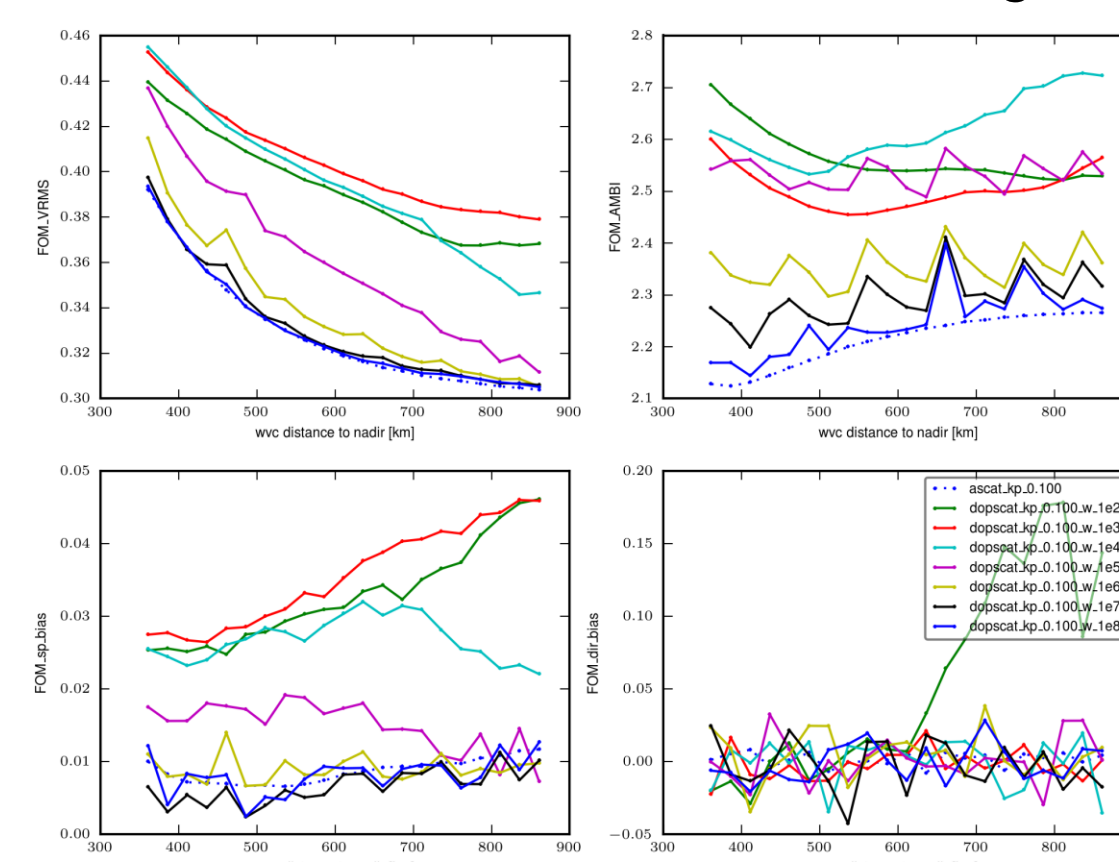 0.46
0.44
0.42
0.40
0.38
0.36
0.34
0.32
0.30
FOM_VRMS
300 400 500 600 700 800 900
wvc distance to nadir [km]
2.8
2.7
2.6
2.5
2.4
2.3
2.2
2.1
FOM_AMBI
300 400 500 600 700 800
wvc distance to nadir [km]
0.05
0.04
0.03
0.02
0.01
0.00
FOM_sp_bias
300 400 500 600 700 800 900
0.20
0.15
0.10
0.05
0.00
−0.05
FOM_dir_bias
300 400 500 600 700 800
ascat_kp_0.100
dopscat_kp_0.100_w_1e2
dopscat_kp_0.100_w_1e3
dopscat_kp_0.100_w_1e4
dopscat_kp_0.100_w_1e5
dopscat_kp_0.100_w_1e6
dopscat_kp_0.100_w_1e7
dopscat_kp_0.100_w_1e8